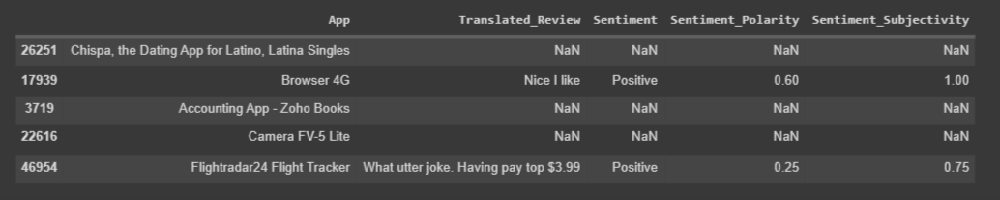 App Translated_Review Sentiment Sentiment_Polarity Sentiment_Subjectivity
26251 Chispa, the Dating App for Latino, Latina Singles NaN NaN NaN NaN
17939 Browser 4G Nice I like Positive 0.60 1.00
3719 Accounting App - Zoho Books NaN NaN NaN NaN
22616 Camera FV-5 Lite NaN NaN NaN NaN
46954 Flightradar24 Flight Tracker What utter joke. Having pay top $3.99 Positive 0.25 0.75